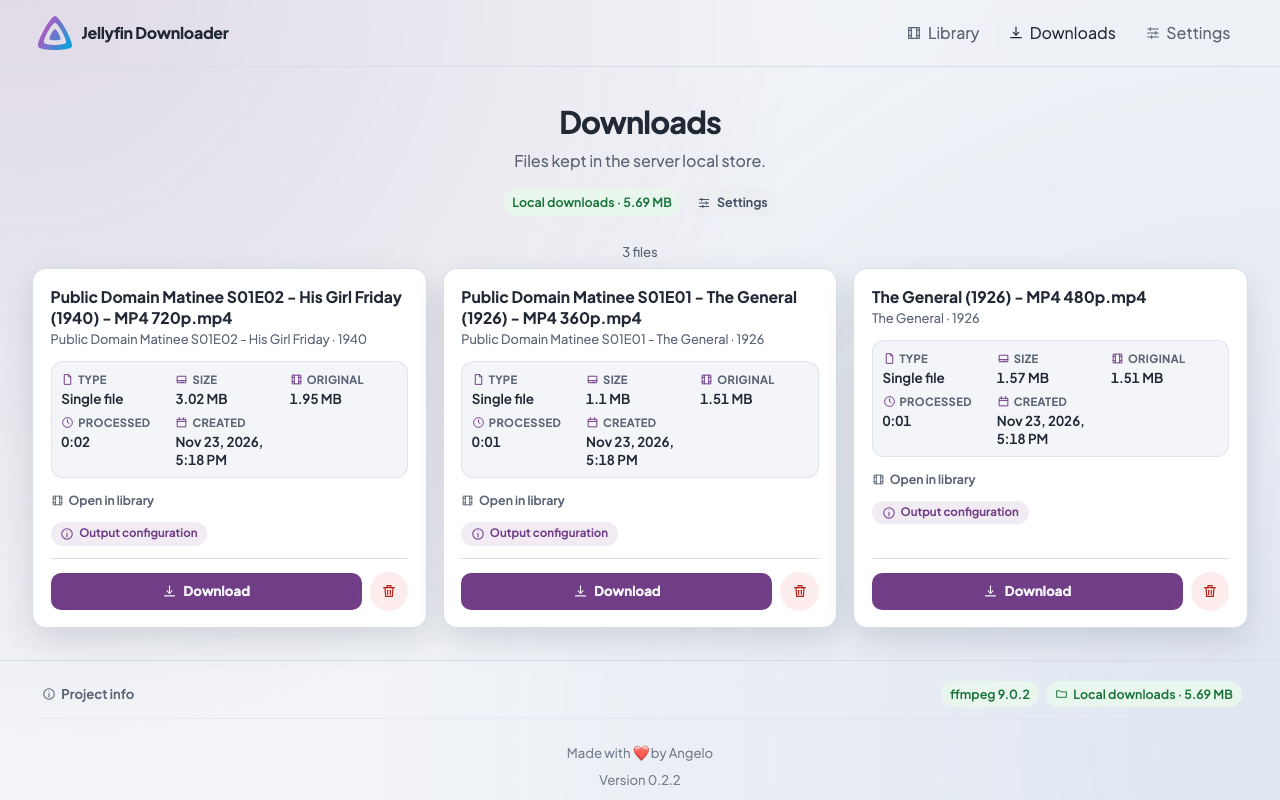 Jellyfin Downloader
Library
Downloads
Settings
Downloads
Files kept in the server local store.
Local downloads · 5.69 MB
Settings
3 files
Public Domain Matinee S01E02 - His Girl Friday
(1940) - MP4 720p.mp4
Public Domain Matinee S01E02 - His Girl Friday · 1940
TYPE
SIZE
ORIGINAL
Single file
3.02 MB
1.95 MB
PROCESSED
CREATED
0:02
Nov 23, 2026,
5:18 PM
Open in library
Output configuration
Download
Public Domain Matinee S01E01 - The General
(1926) - MP4 360p.mp4
Public Domain Matinee S01E01 - The General · 1926
TYPE
SIZE
ORIGINAL
Single file
1.1 MB
1.51 MB
PROCESSED
CREATED
0:01
Nov 23, 2026,
5:18 PM
Open in library
Output configuration
Download
The General (1926) - MP4 480p.mp4
The General · 1926
TYPE
SIZE
ORIGINAL
Single file
1.57 MB
1.51 MB
PROCESSED
CREATED
0:01
Nov 23, 2026,
5:18 PM
Open in library
Output configuration
Download
Project info
ffmpeg 9.0.2
Local downloads · 5.69 MB
Made with ❤️ by Angelo
Version 0.2.2